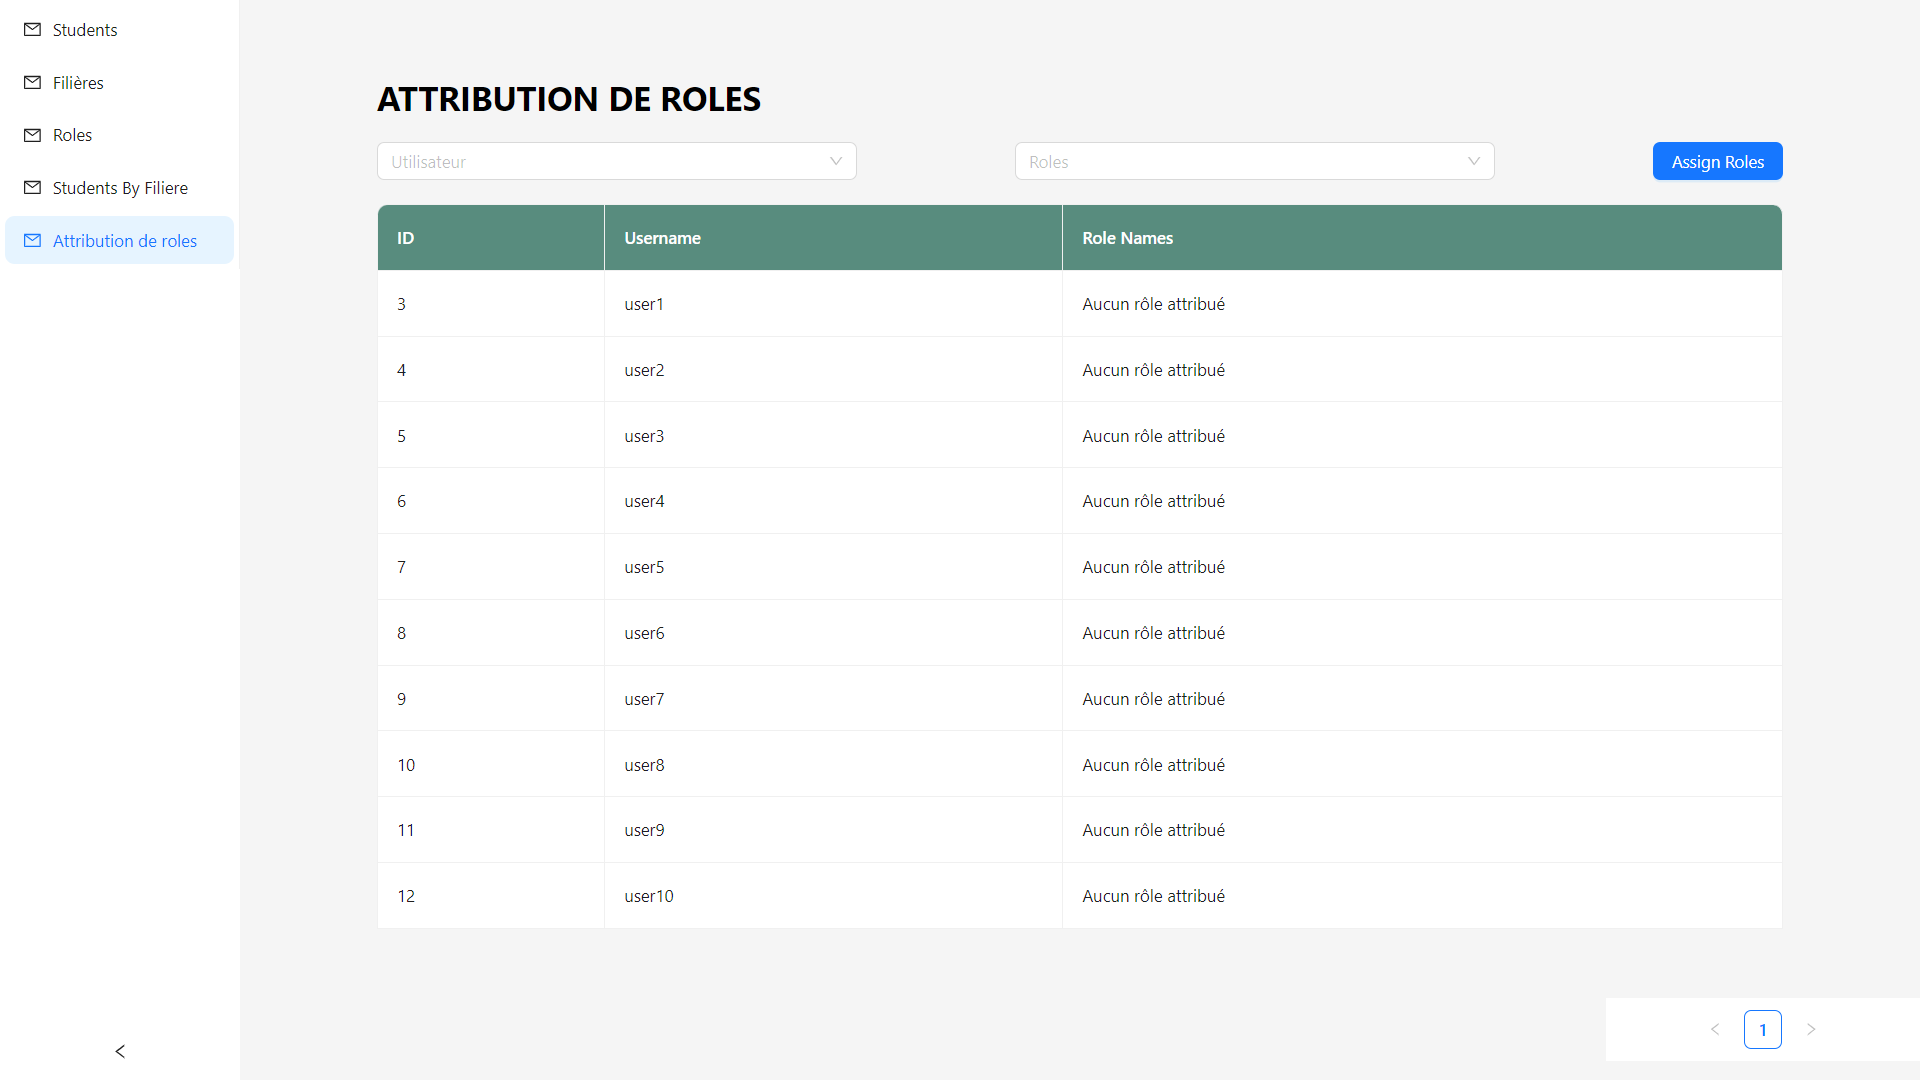 Students
Filières
Roles
Students By Filiere
Attribution de roles
ATTRIBUTION DE ROLES
Utilisateur
Roles
Assign Roles
ID Username Role Names
3 user1 Aucun rôle attribué
4 user2 Aucun rôle attribué
5 user3 Aucun rôle attribué
6 user4 Aucun rôle attribué
7 user5 Aucun rôle attribué
8 user6 Aucun rôle attribué
9 user7 Aucun rôle attribué
10 user8 Aucun rôle attribué
11 user9 Aucun rôle attribué
12 user10 Aucun rôle attribué
1